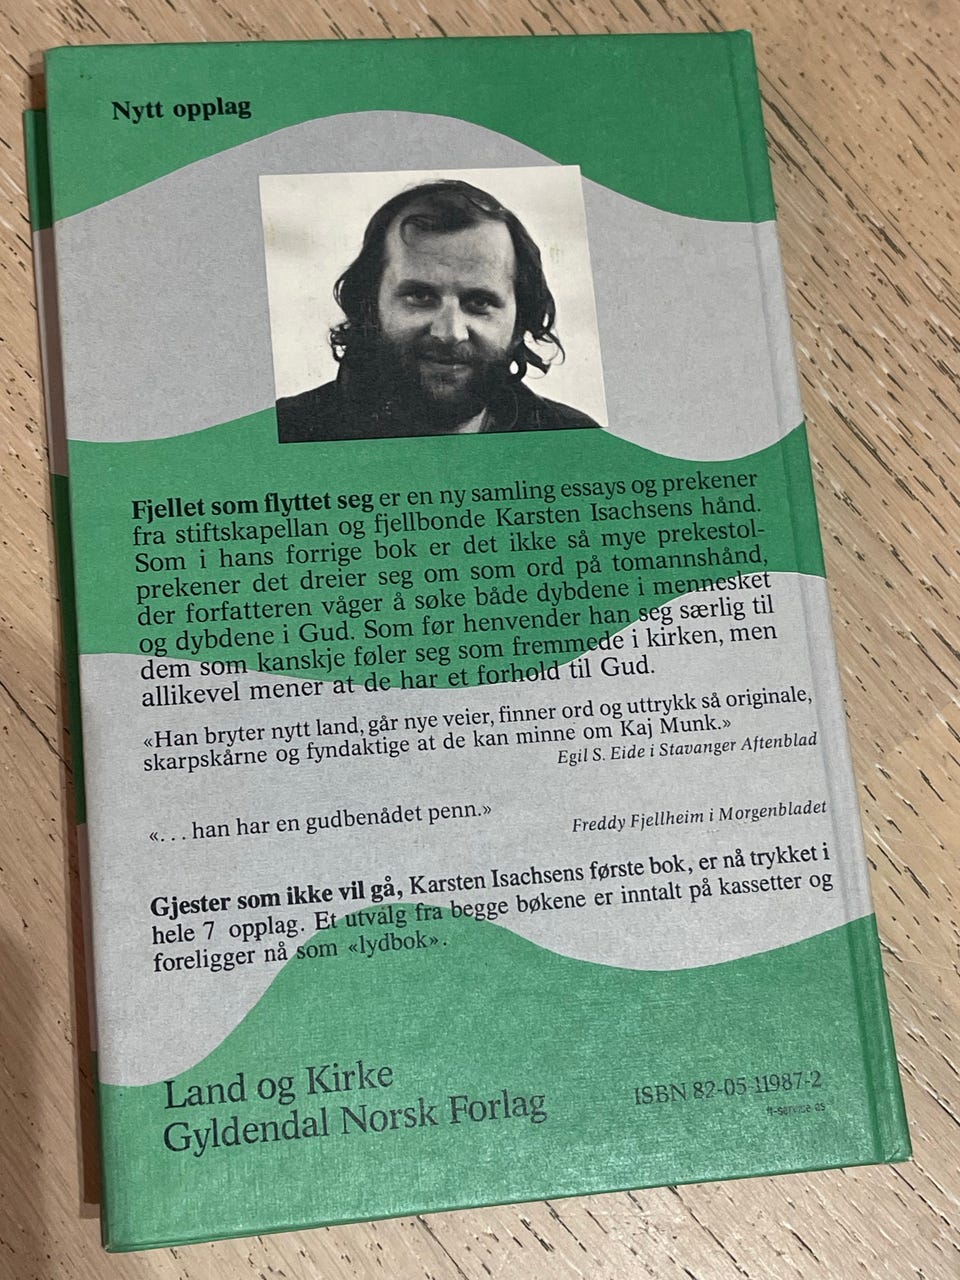 Nytt opplag
Fjellet som flyttet seg er en ny samling essays og prekener
fra stiftskapellan og fjellbonde Karsten Isachsens hånd.
Som i hans forrige bok er det ikke så mye prekestol-
prekener det dreier seg om som ord på tomannshånd,
der forfatteren våger å søke både dybdene i mennesket
og dybdene i Gud. Som før henvender han seg særlig til
dem som kanskje føler seg som fremmede i kirken, men
allikevel mener at de har et forhold til Gud.
«Han bryter nytt land, går nye veier, finner ord og uttrykk så originale,
skarpskårne og fyndaktige at de kan minne om Kaj Munk.»
Egil S. Eide i Stavanger Aftenblad
«... han har en gudbenådet penn.»
Freddy Fjellheim i Morgenbladet
Gjester som ikke vil gå, Karsten Isachsens første bok, er nå trykket i
hele 7 opplag. Et utvalg fra begge bøkene er inntalt på kassetter og
foreligger nå som «lydbok».
Land og Kirke
Gyldendal Norsk Forlag
ISBN 82-05-11987-2